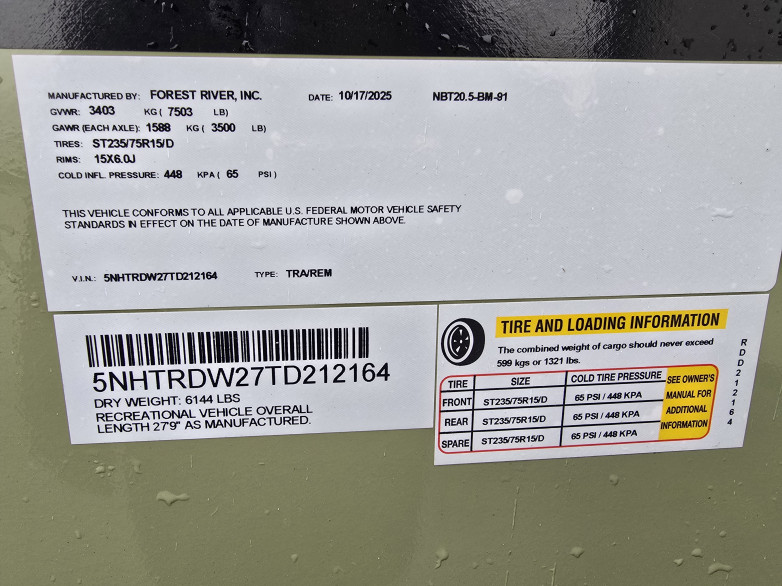 MANUFACTURED BY: FOREST RIVER, INC. DATE: 10/17/2025 NBT20.5-BM-91
GVWR: 3403 KG ( 7503 LB)
GAWR (EACH AXLE): 1588 KG ( 3500 LB)
TIRES: ST235/75R15/D
RIMS: 15X6.0J
COLD INFL. PRESSURE: 448 KPA ( 65 PSI )
THIS VEHICLE CONFORMS TO ALL APPLICABLE U.S. FEDERAL MOTOR VEHICLE SAFETY
STANDARDS IN EFFECT ON THE DATE OF MANUFACTURE SHOWN ABOVE.
V.I.N.: 5NHTRDW27TD212164 TYPE: TRA/REM
5NHTRDW27TD212164
DRY WEIGHT: 6144 LBS
RECREATIONAL VEHICLE OVERALL
LENGTH 27'9" AS MANUFACTURED.
TIRE AND LOADING INFORMATION
The combined weight of cargo should never exceed
599 kgs or 1321 lbs.
TIRE SIZE COLD TIRE PRESSURE
FRONT ST235/75R15/D 65 PSI / 448 KPA
REAR ST235/75R15/D 65 PSI / 448 KPA
SPARE ST235/75R15/D 65 PSI / 448 KPA
SEE OWNER'S
MANUAL FOR
ADDITIONAL
INFORMATION
RDD212164